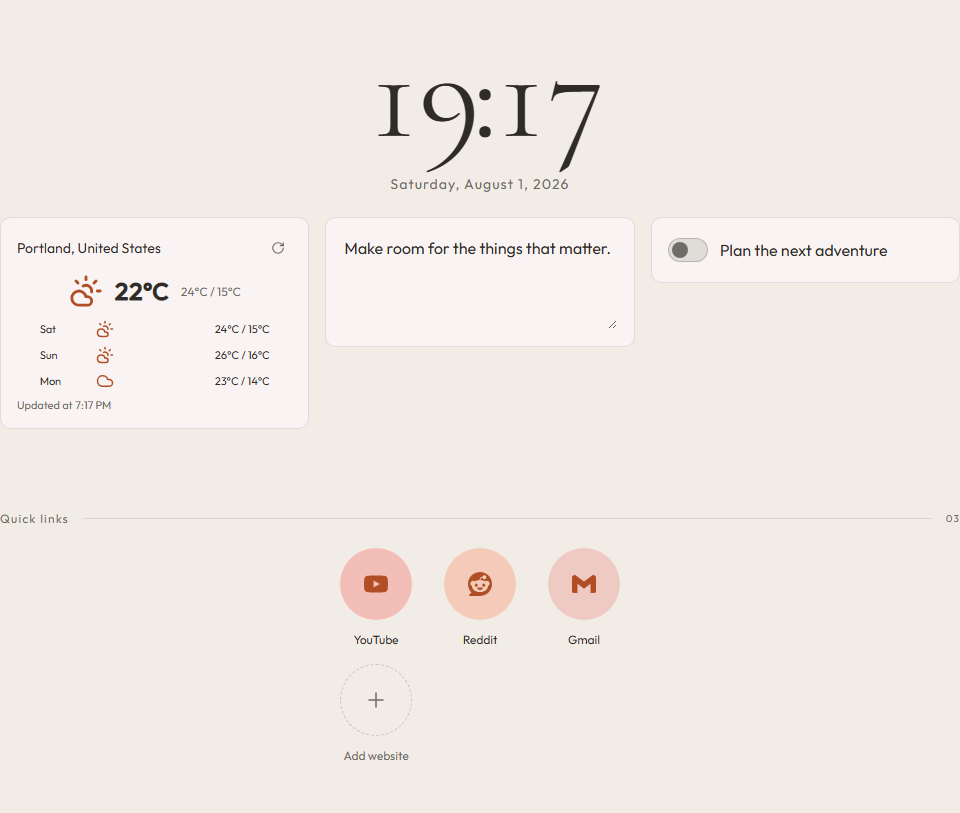 19:17
Saturday, August 1, 2026
Portland, United States
22°C 24°C / 15°C
Sat 24°C / 15°C
Sun 26°C / 16°C
Mon 23°C / 14°C
Updated at 7:17 PM
Make room for the things that matter.
Plan the next adventure
Quick links 03
YouTube Reddit Gmail
Add website